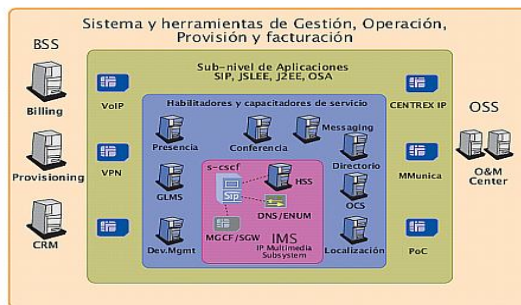 Sistema y herramientas de Gestión, Operación,
Provisión y facturación
BSS
Billing
Provisioning
CRM
Sub-nivel de Aplicaciones
SIP, JSLEE, J2EE, OSA
VoIP
VPN
Habilitadores y capacitadores de servicio
Presencia
Conferencia
Messaging
Directorio
GLMS
OCS
Dev.Mgmt
Localización
s-cscf
Sip
HSS
DNS/ENUM
MGCF/SGW
IMS
IP Multimedia
Subsystem
CENTREX IP
MMunica
PoC
OSS
O&M
Center